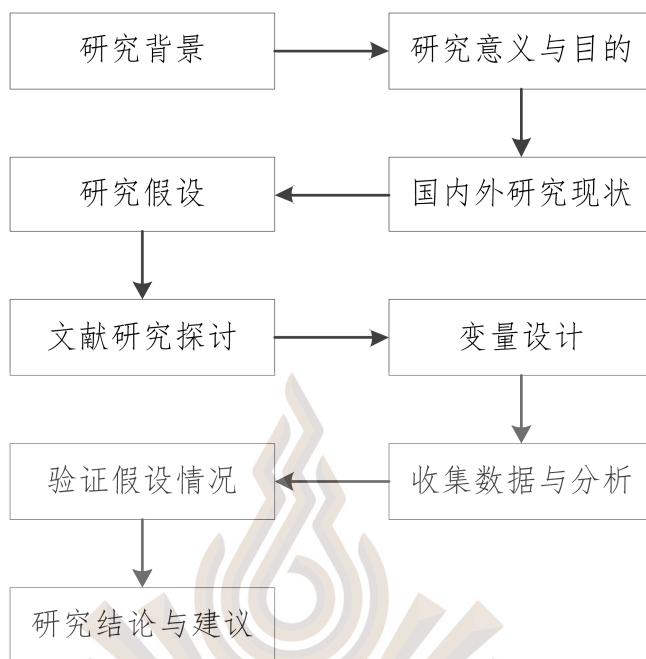 研究背景
研究意义与目的
研究假设
国内外研究现状
文献研究探讨
变量设计
验证假设情况
收集数据与分析
研究结论与建议